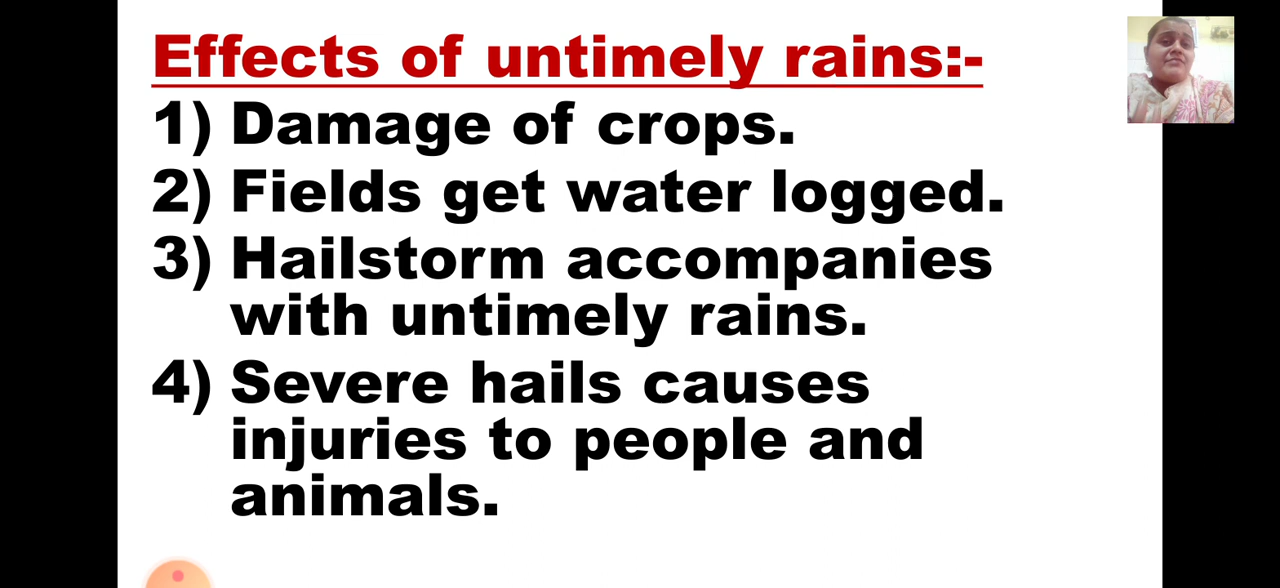 Effects of untimely rains:-
1) Damage of crops.
2) Fields get water logged.
3) Hailstorm accompanies
with untimely rains.
4) Severe hails causes
injuries to people and
animals.